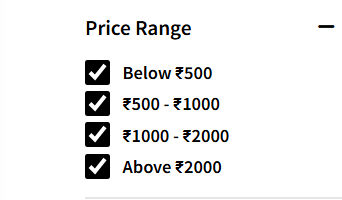 Price Range
Below ₹500
₹500 - ₹1000
₹1000 - ₹2000
Above ₹2000